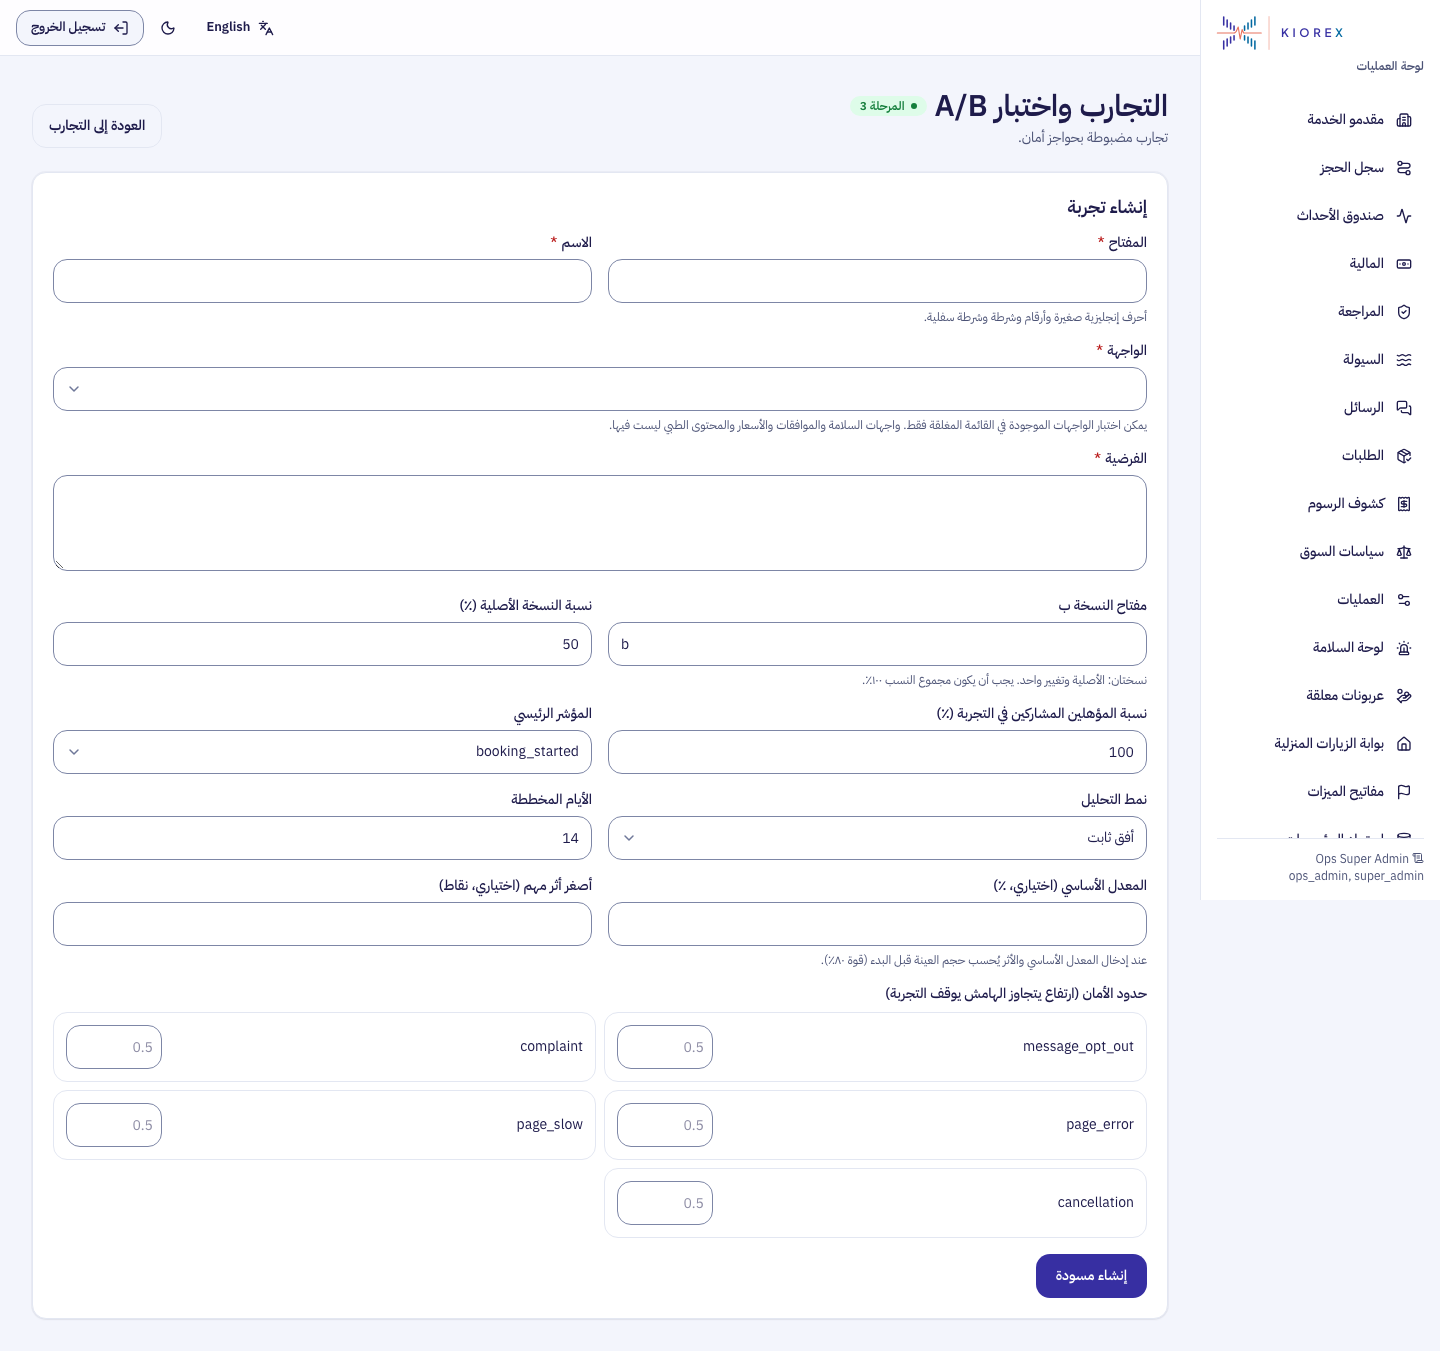 KIOREX
لوحة العمليات
مقدمو الخدمة
سجل الحجز
صندوق الأحداث
المالية
المراجعة
السيولة
الرسائل
الطلبات
كشوف الرسوم
سياسات السوق
العمليات
لوحة السلامة
عربونات معلقة
بوابة الزيارات المنزلية
مفاتيح الميزات
Ops Super Admin
ops_admin, super_admin
English
تسجيل الخروج
التجارب واختبار A/B
المرحلة 3
تجارب مضبوطة بحواجز أمان.
العودة إلى التجارب
إنشاء تجربة
المفتاح *
الاسم *
أحرف إنجليزية صغيرة وأرقام وشرطة وشرطة سفلية.
الواجهة *
يمكن اختبار الواجهات الموجودة في القائمة المغلقة فقط. واجهات السلامة والموافقات والأسعار والمحتوى الطبي ليست فيها.
الفرضية *
مفتاح النسخة ب
نسبة النسخة الأصلية (٪)
b
50
نسختان: الأصلية وتغيير واحد. يجب أن يكون مجموع النسب ١٠٠٪.
نسبة المؤهلين المشاركين في التجربة (٪)
المؤشر الرئيسي
100
booking_started
نمط التحليل
الأيام المخططة
أفق ثابت
14
المعدل الأساسي (اختياري، ٪)
أصغر أثر مهم (اختياري، نقاط)
عند إدخال المعدل الأساسي والأثر يُحسب حجم العينة قبل البدء (قوة ٨٠٪).
حدود الأمان (ارتفاع يتجاوز الهامش يوقف التجربة)
message_opt_out
0.5
complaint
0.5
page_error
0.5
page_slow
0.5
cancellation
0.5
إنشاء مسودة